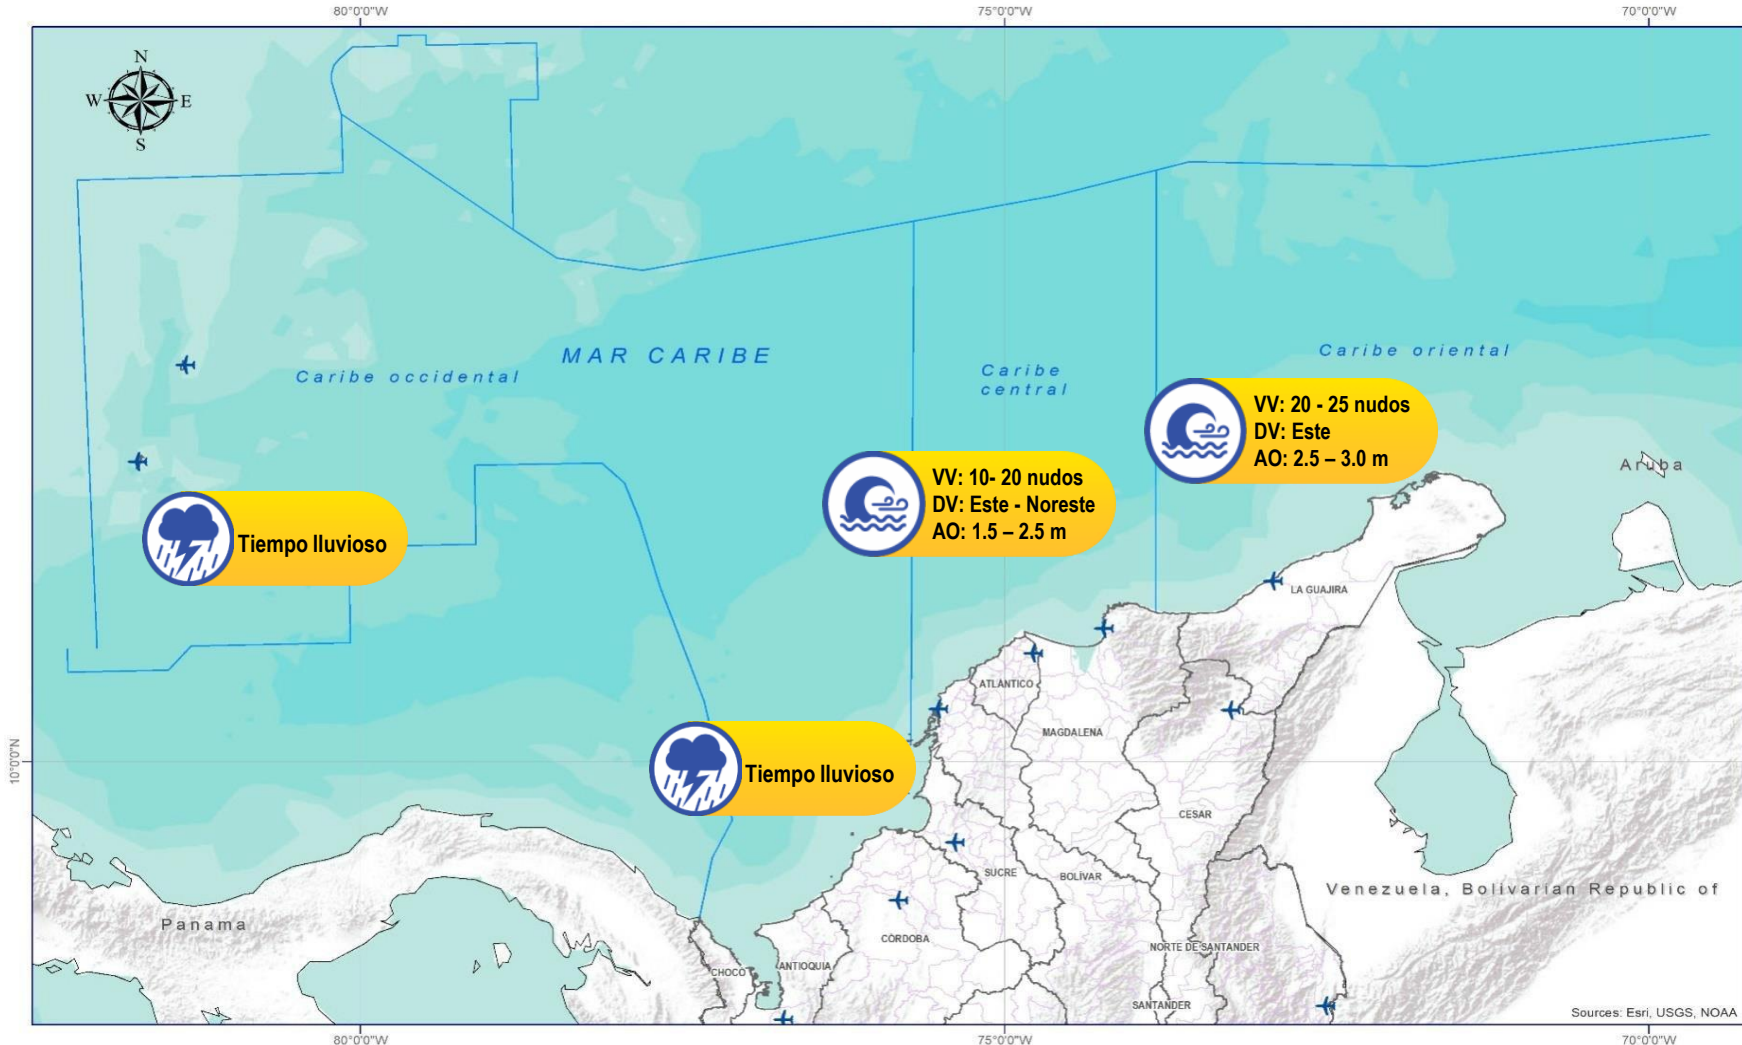 80°0'0"W
75°0'0"W
70°0'0"W
N
W
E
S
MAR CARIBE
Caribe occidental
Caribe
central
Caribe oriental
VV: 20 - 25 nudos
DV: Este
AO: 2.5 – 3.0 m
VV: 10- 20 nudos
DV: Este - Noreste
AO: 1.5 – 2.5 m
Aruba
Tiempo lluvioso
LA GUAJIRA
ATLÁNTICO
MAGDALENA
10°0'0"N
Tiempo lluvioso
CESAR
SUCRE
BOLÍVAR
Venezuela, Bolivarian Republic of
Panama
CÓRDOBA
NORTE DE SANTANDER
CHOCÓ
ANTIOQUIA
SANTANDER
Sources: Esri, USGS, NOAA
80°0'0"W
75°0'0"W
70°0'0"W